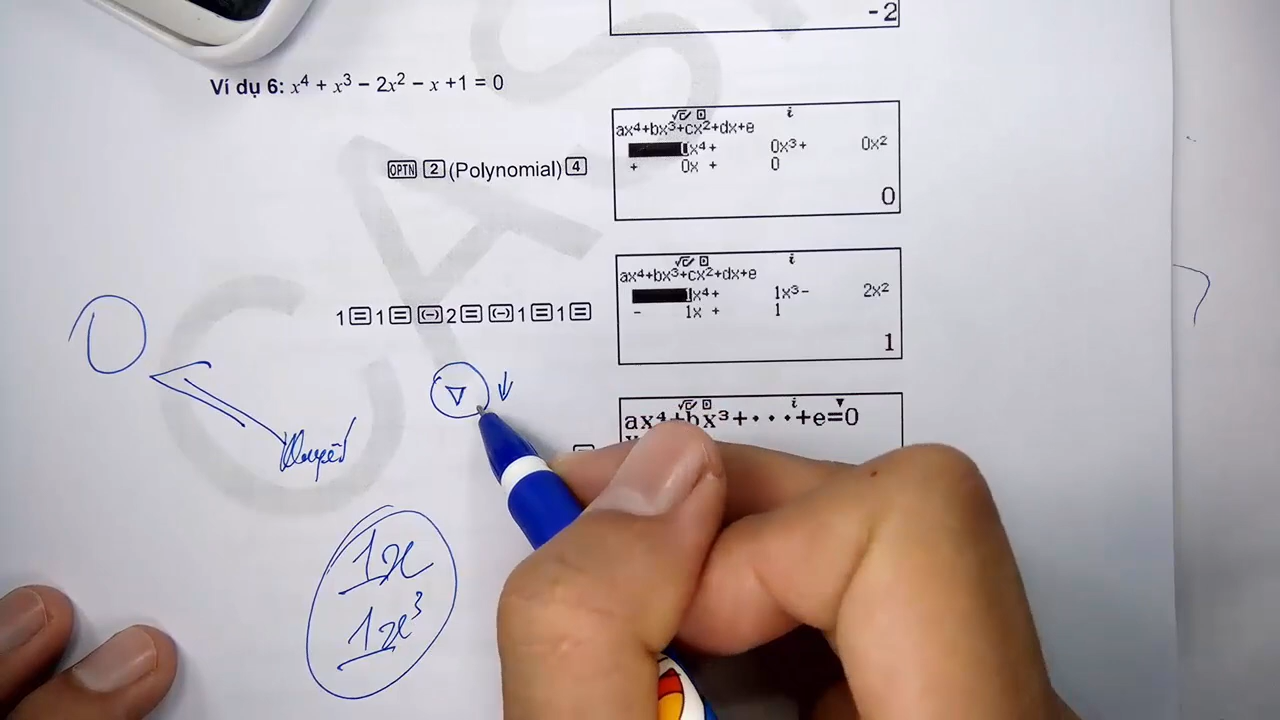 -2
Ví dụ 6: x⁴ + x³ − 2x² − x +1 = 0
ax⁴+bx³+cx²+dx+e
0x³+ 0x²
+ 0x + 0
0
OPTN 2 (Polynomial) 4
ax⁴+bx³+cx²+dx+e
1x⁴+ 1x³− 2x²
− 1x + 1
1
1 = 1 = (−) 2 = (−) 1 = 1 =
ax⁴+bx³+···+e=0
1x
1x³
CAS